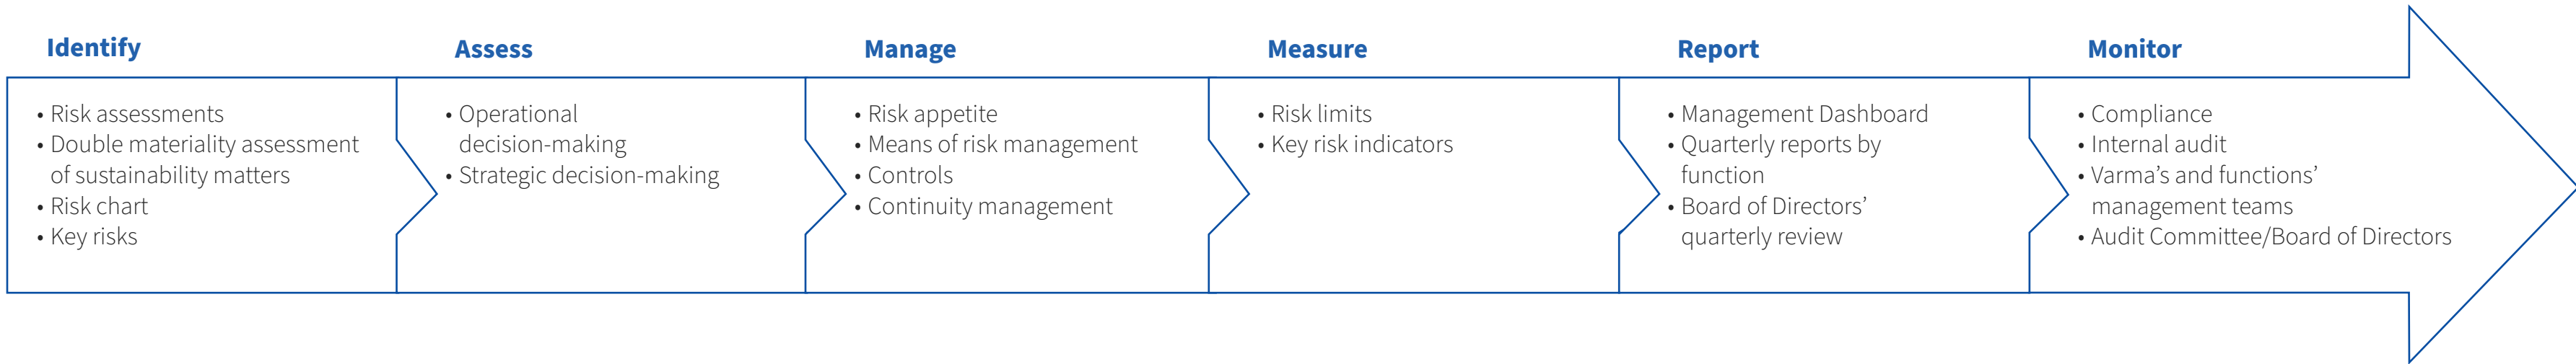 Identify
• Risk assessments
• Double materiality assessment
of sustainability matters
• Risk chart
• Key risks
Assess
• Operational
decision-making
• Strategic decision-making
Manage
• Risk appetite
• Means of risk management
• Controls
• Continuity management
Measure
• Risk limits
• Key risk indicators
Report
• Management Dashboard
• Quarterly reports by
function
• Board of Directors’
quarterly review
Monitor
• Compliance
• Internal audit
• Varma’s and functions’
management teams
• Audit Committee/Board of Directors